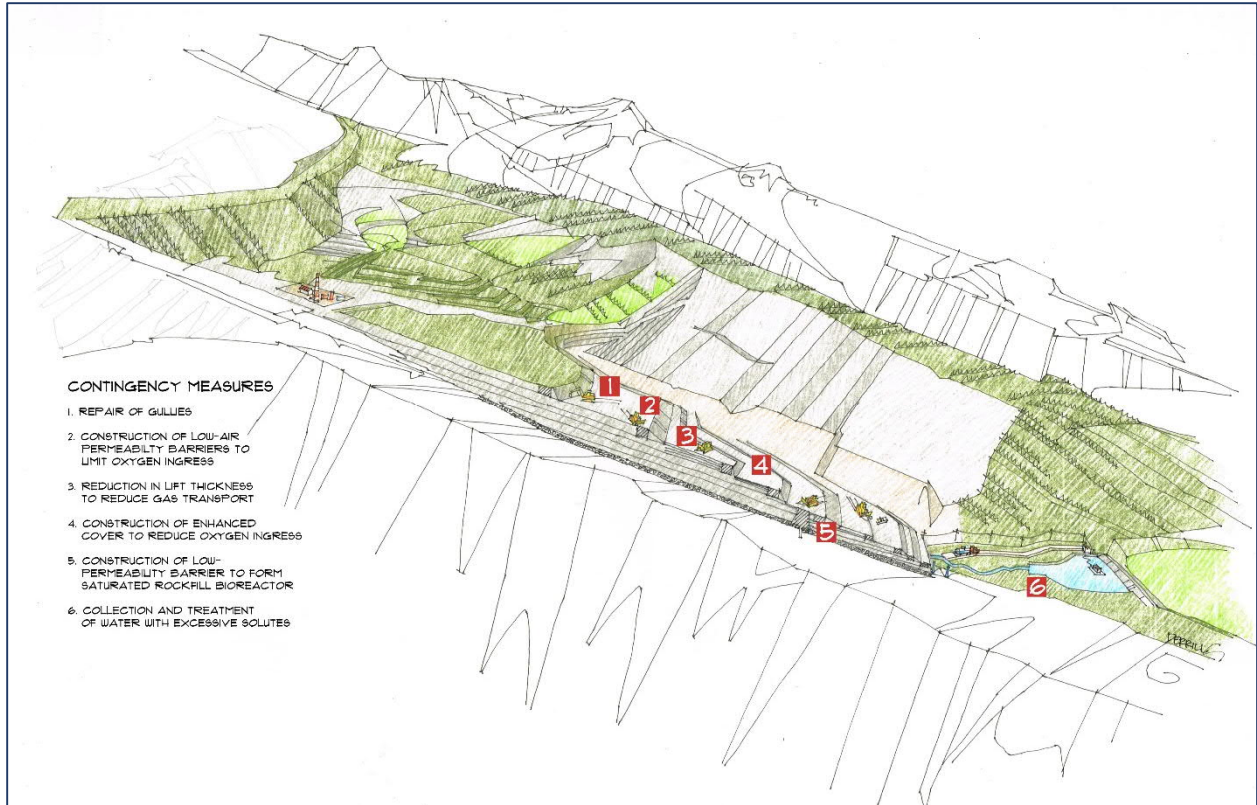 CONTINGENCY MEASURES
1. REPAIR OF GULLIES
2. CONSTRUCTION OF LOW-AIR
PERMEABILTY BARRIERS TO
LIMIT OXYGEN INGRESS
3. REDUCTION IN LIFT THICKNESS
TO REDUCE GAS TRANSPORT
4. CONSTRUCTION OF ENHANCED
COVER TO REDUCE OXYGEN INGRESS
5. CONSTRUCTION OF LOW-
PERMEABILITY BARRIER TO FORM
SATURATED ROCKFILL BIOREACTOR
6. COLLECTION AND TREATMENT
OF WATER WITH EXCESSIVE SOLUTES
1
2
3
4
5
6